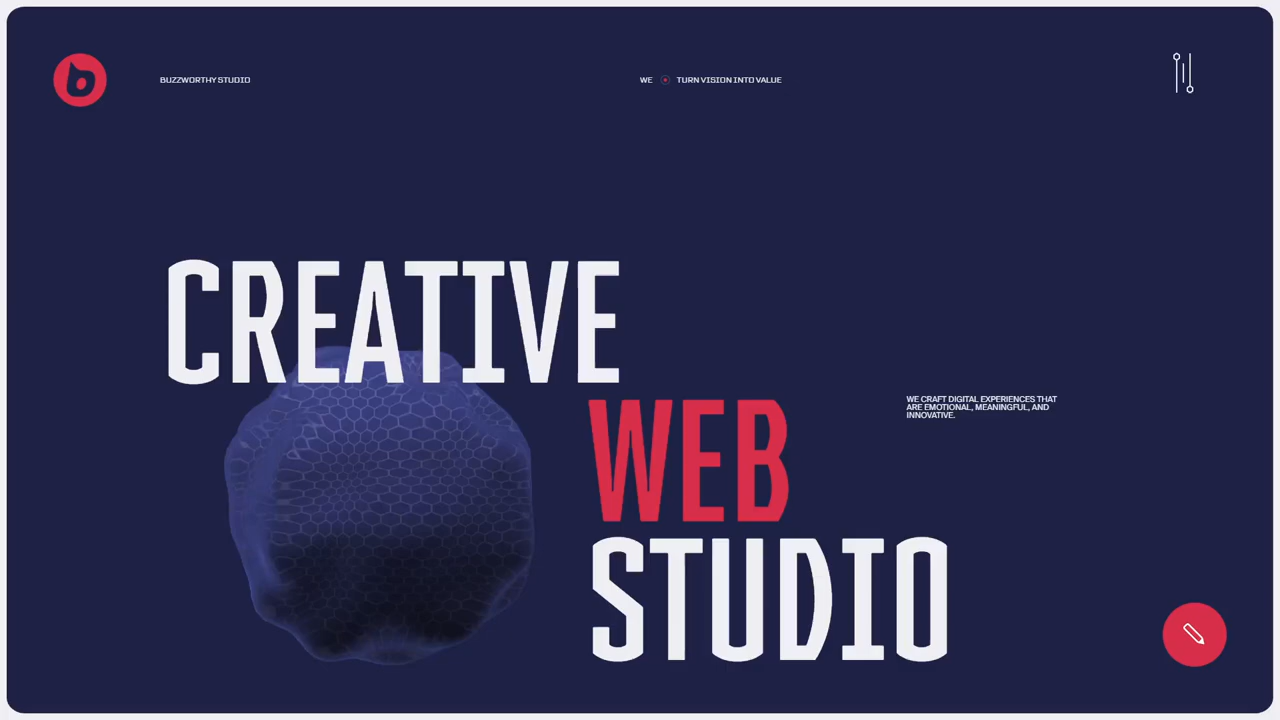 b
BUZZWORTHY STUDIO
WE TURN VISION INTO VALUE
CREATIVE
WEB
WE CRAFT DIGITAL EXPERIENCES THAT
ARE EMOTIONAL, MEANINGFUL, AND
INNOVATIVE.
STUDIO